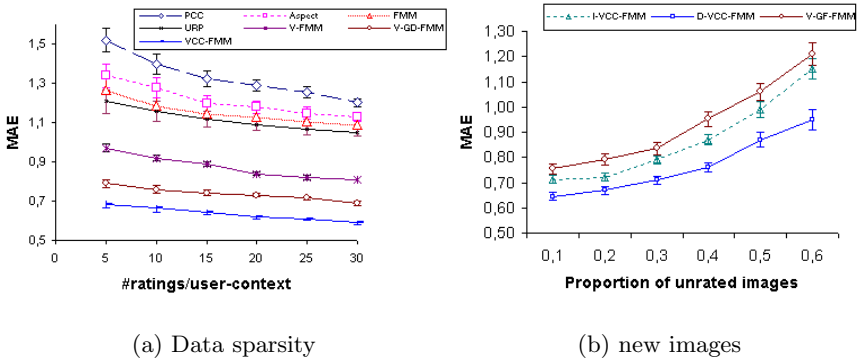 PCC Aspect FMM
URP V-FMM V-GD-FMM
VCC-FMM
1,5
1,3
1,1
0,9
0,7
0,5
MAE
0 5 10 15 20 25 30
#ratings/user-context
(a) Data sparsity
I-VCC-FMM D-VCC-FMM V-GF-FMM
1,30
1,20
1,10
1,00
0,90
0,80
0,70
0,60
0,50
MAE
0,1 0,2 0,3 0,4 0,5 0,6
Proportion of unrated images
(b) new images